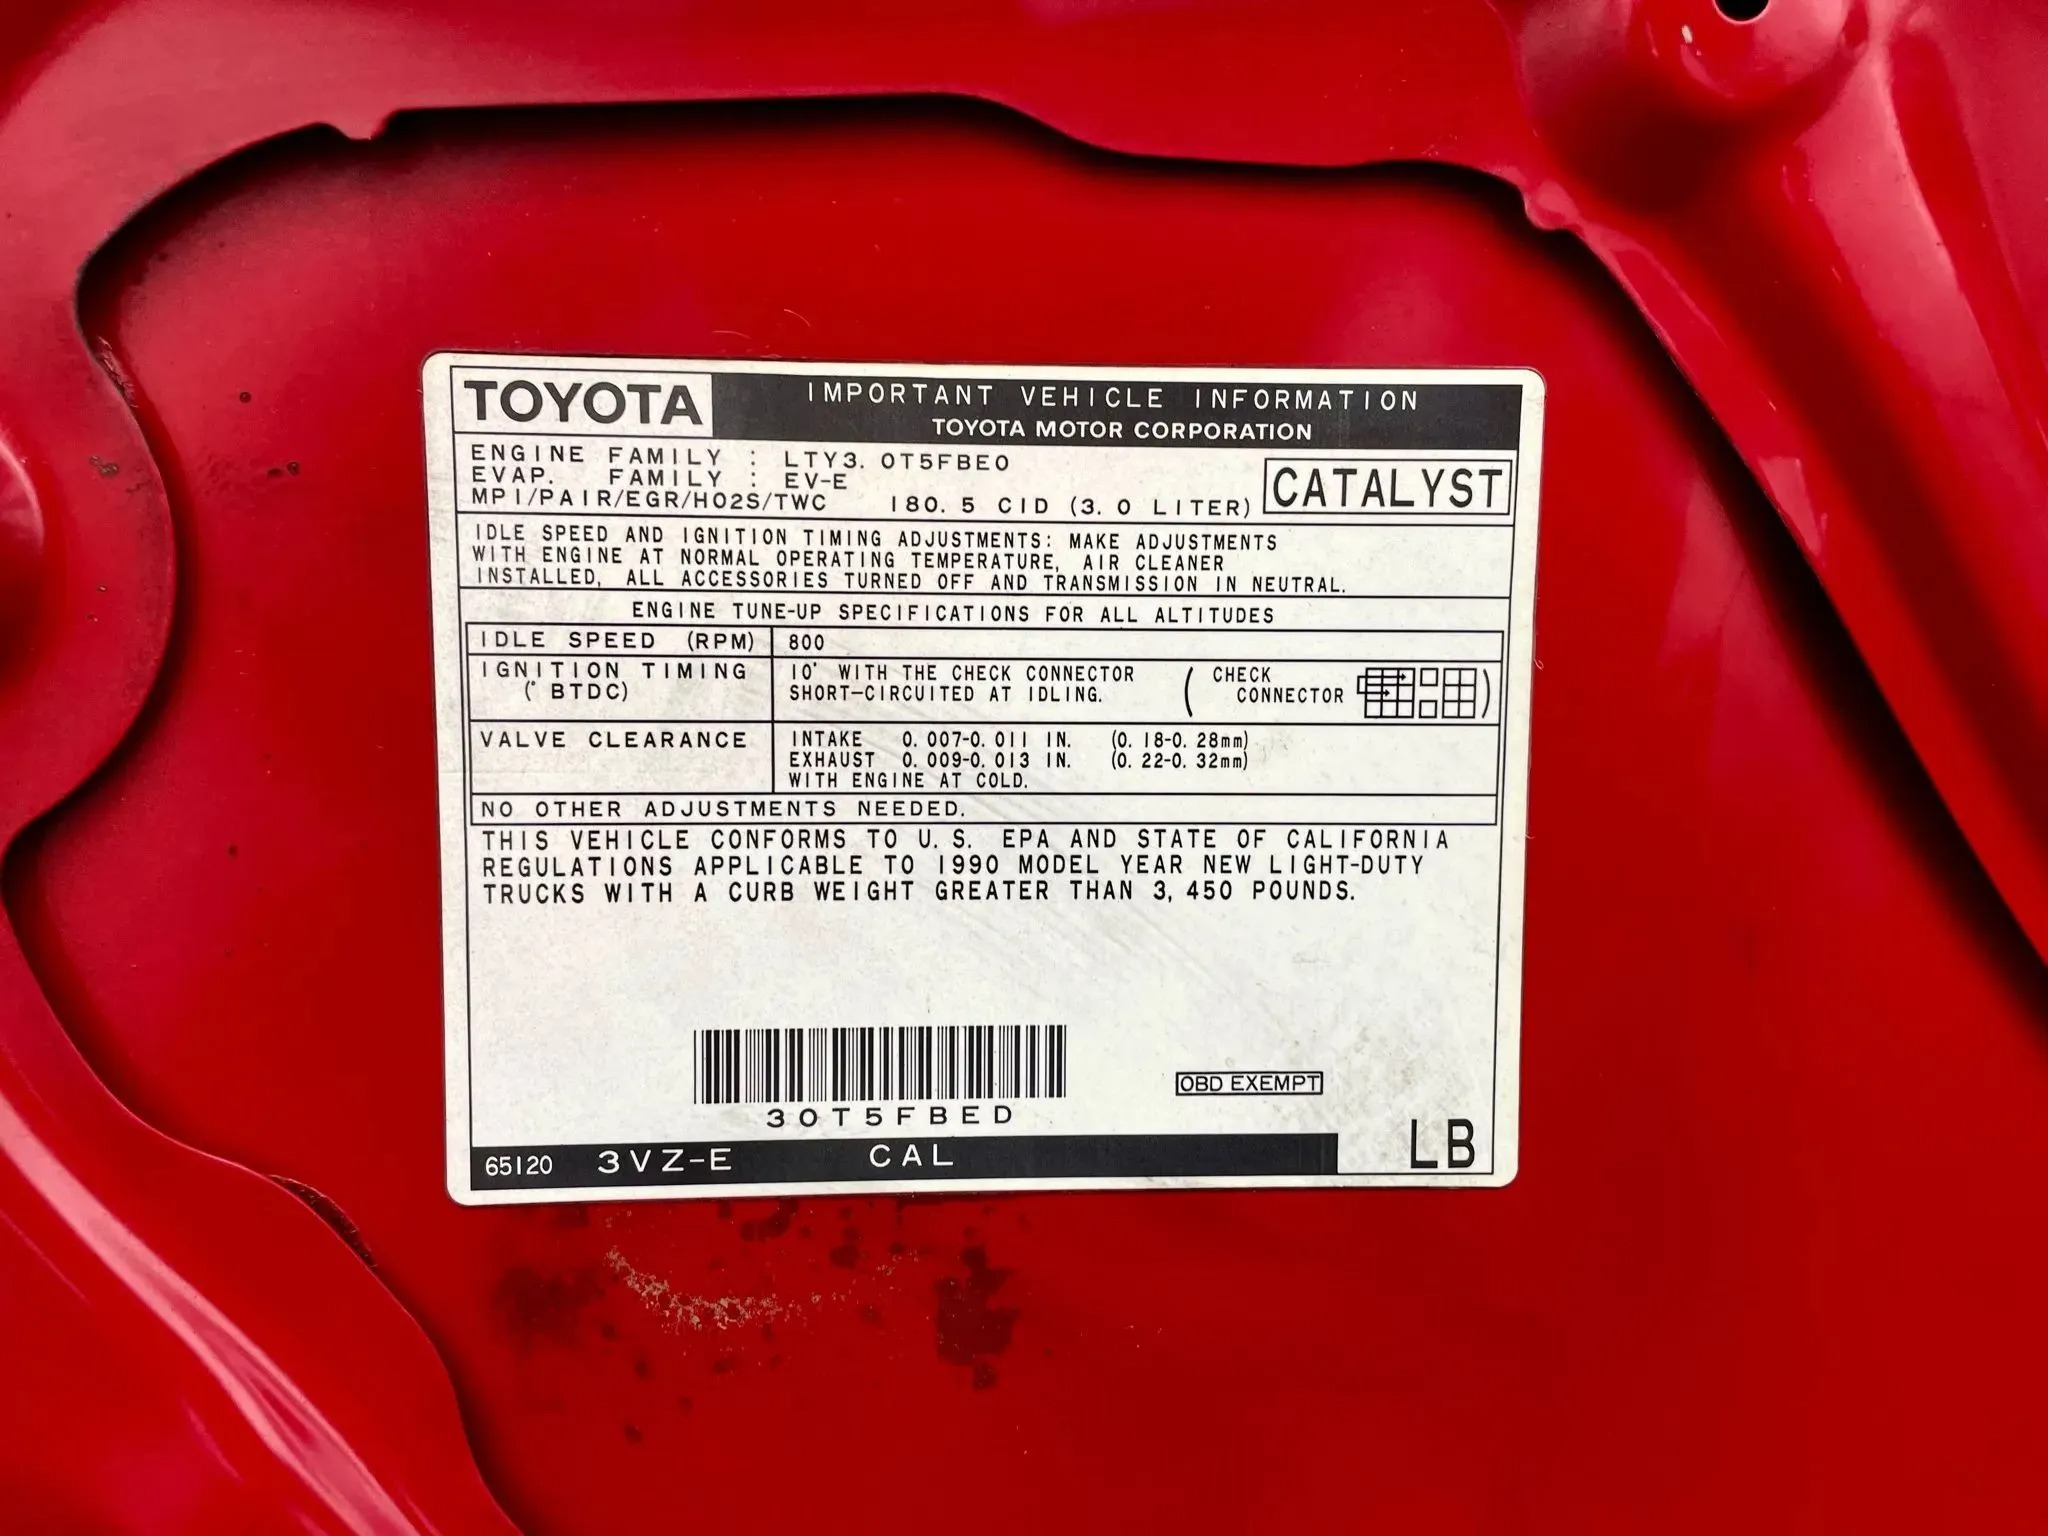 TOYOTA IMPORTANT VEHICLE INFORMATION
TOYOTA MOTOR CORPORATION
ENGINE FAMILY : LTY3.0T5FBE0
EVAP. FAMILY : EV-E
MPI/PAIR/EGR/HO2S/TWC 180.5 CID (3.0 LITER) CATALYST
IDLE SPEED AND IGNITION TIMING ADJUSTMENTS: MAKE ADJUSTMENTS
WITH ENGINE AT NORMAL OPERATING TEMPERATURE, AIR CLEANER
INSTALLED, ALL ACCESSORIES TURNED OFF AND TRANSMISSION IN NEUTRAL.
ENGINE TUNE-UP SPECIFICATIONS FOR ALL ALTITUDES
IDLE SPEED (RPM) 800
IGNITION TIMING 10° WITH THE CHECK CONNECTOR ( CHECK
(° BTDC) SHORT-CIRCUITED AT IDLING. CONNECTOR )
VALVE CLEARANCE INTAKE 0.007-0.011 IN. (0.18-0.28mm)
EXHAUST 0.009-0.013 IN. (0.22-0.32mm)
WITH ENGINE AT COLD.
NO OTHER ADJUSTMENTS NEEDED.
THIS VEHICLE CONFORMS TO U.S. EPA AND STATE OF CALIFORNIA
REGULATIONS APPLICABLE TO 1990 MODEL YEAR NEW LIGHT-DUTY
TRUCKS WITH A CURB WEIGHT GREATER THAN 3,450 POUNDS.
OBD EXEMPT
30T5FBED
65120 3VZ-E CAL LB